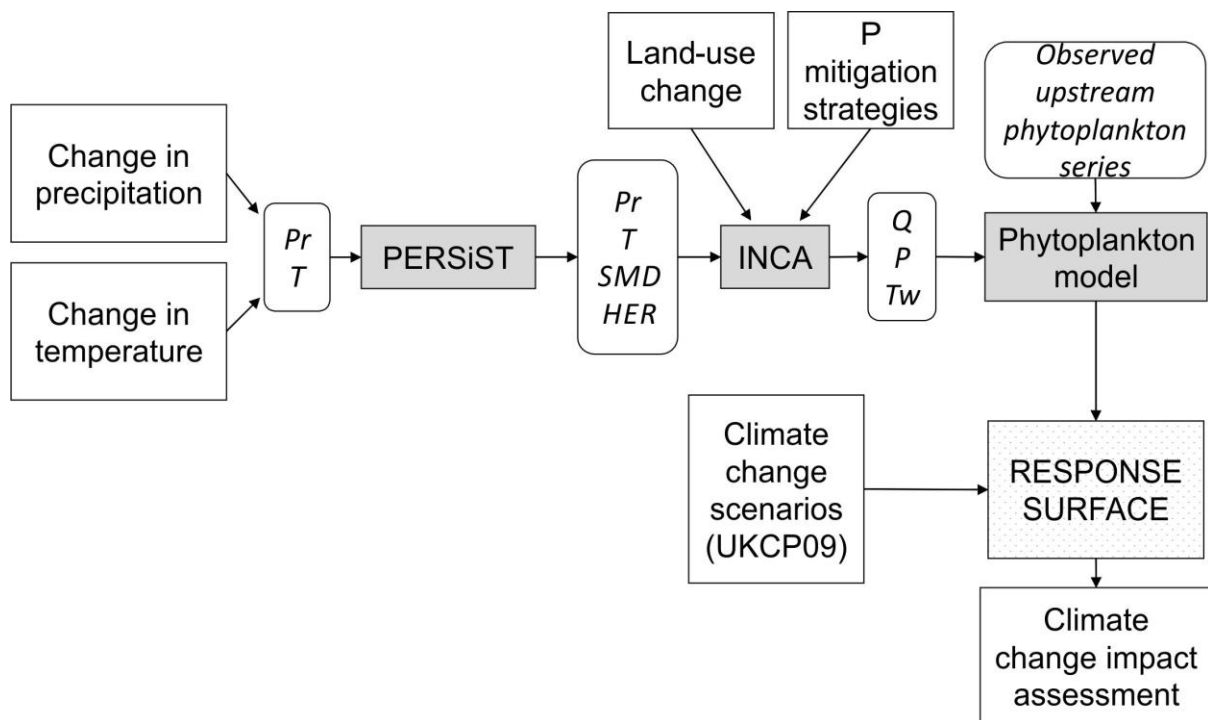 Change in
precipitation
Change in
temperature
Pr
T
PERSiST
Pr
T
SMD
HER
Land-use
change
P
mitigation
strategies
INCA
Q
P
Tw
Observed
upstream
phytoplankton
series
Phytoplankton
model
Climate
change
scenarios
(UKCP09)
RESPONSE
SURFACE
Climate
change impact
assessment